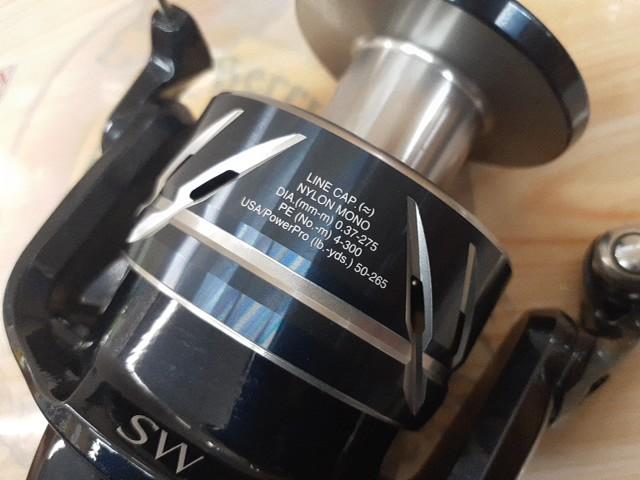 LINE CAP. (≈)
NYLON MONO
DIA.(mm-m) 0.37-275
PE (No.-m) 4-300
USA/PowerPro (lb.-yds.) 50-265
SW